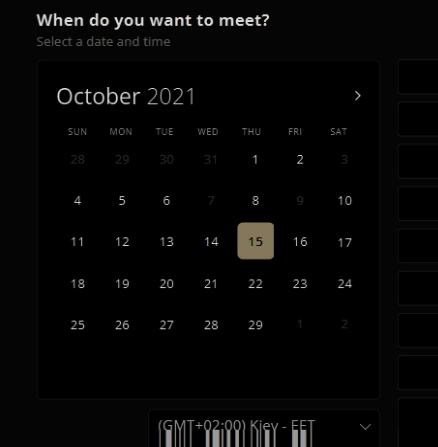 When do you want to meet?
Select a date and time
October 2021
SUN MON TUE WED THU FRI SAT
28 29 30 31 1 2 3
4 5 6 7 8 9 10
11 12 13 14 15 16 17
18 19 20 21 22 23 24
25 26 27 28 29 1 2
(GMT+02:00) Kiev - EET